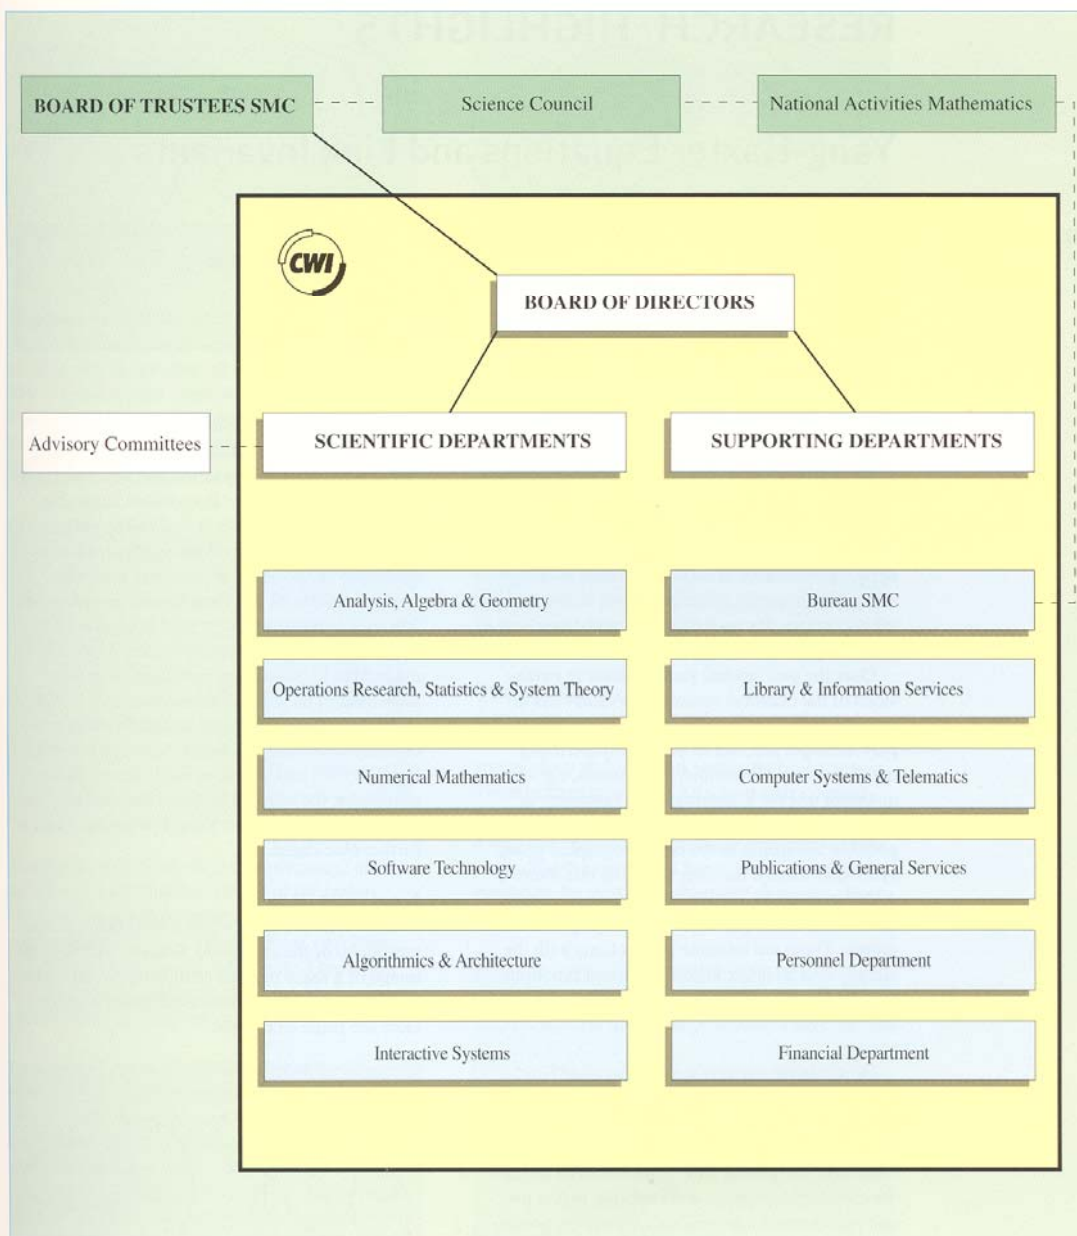 BOARD OF TRUSTEES SMC
Science Council
National Activities Mathematics
CWI
BOARD OF DIRECTORS
Advisory Committees
SCIENTIFIC DEPARTMENTS
SUPPORTING DEPARTMENTS
Analysis, Algebra & Geometry
Bureau SMC
Operations Research, Statistics & System Theory
Library & Information Services
Numerical Mathematics
Computer Systems & Telematics
Software Technology
Publications & General Services
Algorithmics & Architecture
Personnel Department
Interactive Systems
Financial Department